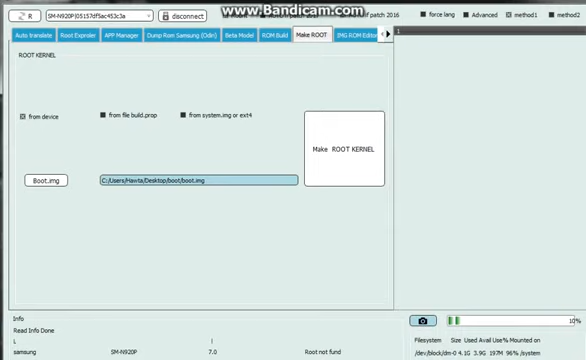 www.Bandicam.com
R SM-N920P|05157df5ac453c3a disconnect patch 2016 force lang Advanced method1 method2
Auto translate Root Exproler APP Manager Dump Rom Samsung (Odin) Beta Model ROM Build Make ROOT IMG ROM Editor
1
ROOT KERNEL
from device from file build.prop from system.img or ext4
Make ROOT KERNEL
Boot.img C:/Users/Hawta/Desktop/boot/boot.img
Info
10%
Read Info Done
Filesystem Size Used Avail Use% Mounted on
samsung SM-N920P 7.0 Root not fund
/dev/block/dm-0 4.1G 3.9G 197M 96% /system